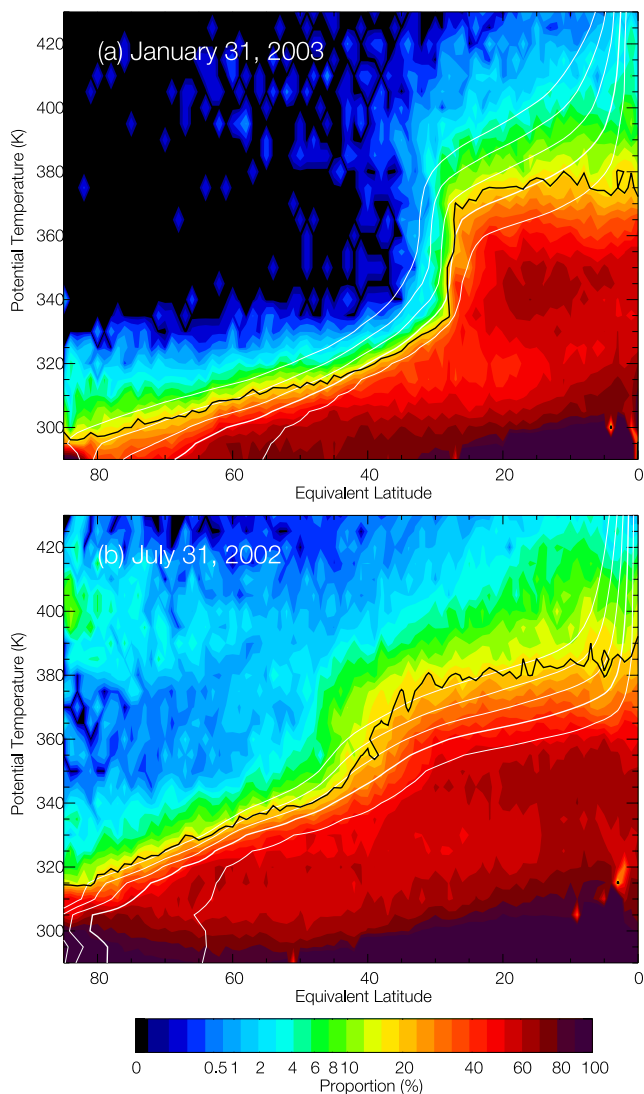 (a) January 31, 2003
420
400
380
360
340
320
300
Potential Temperature (K)
80 60 40 20 0
Equivalent Latitude
(b) July 31, 2002
420
400
380
360
340
320
300
Potential Temperature (K)
80 60 40 20 0
Equivalent Latitude
0 0.5 1 2 4 6 8 10 20 40 60 80 100
Proportion (%)